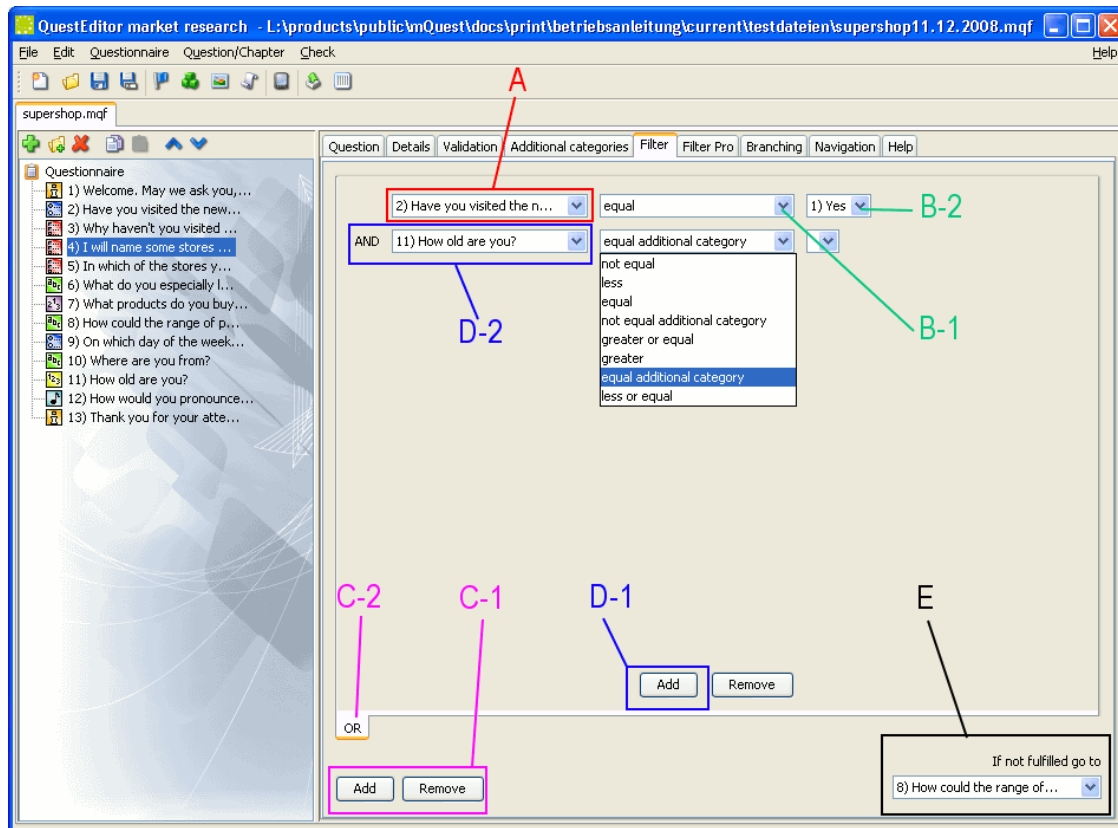 QuestEditor market research - L:\products\public\mQuest\docs\print\betriebsanleitung\current\testdateien\supershop11.12.2008.mqf
File Edit Questionnaire Question/Chapter Check Help
A
supershop.mqf
Question Details Validation Additional categories Filter Filter Pro Branching Navigation Help
Questionnaire
1) Welcome. May we ask you,...
2) Have you visited the new...
3) Why haven't you visited ...
4) I will name some stores ...
5) In which of the stores y...
6) What do you especially l...
7) What products do you buy...
8) How could the range of p...
9) On which day of the week...
10) Where are you from?
11) How old are you?
12) How would you pronounce...
13) Thank you for your atte...
2) Have you visited the n... equal 1) Yes B-2
AND 11) How old are you? equal additional category
not equal
less
equal
not equal additional category
greater or equal
greater
equal additional category
less or equal
D-2
B-1
C-2 C-1 D-1 E
Add Remove
OR
Add Remove
If not fulfilled go to
8) How could the range of...